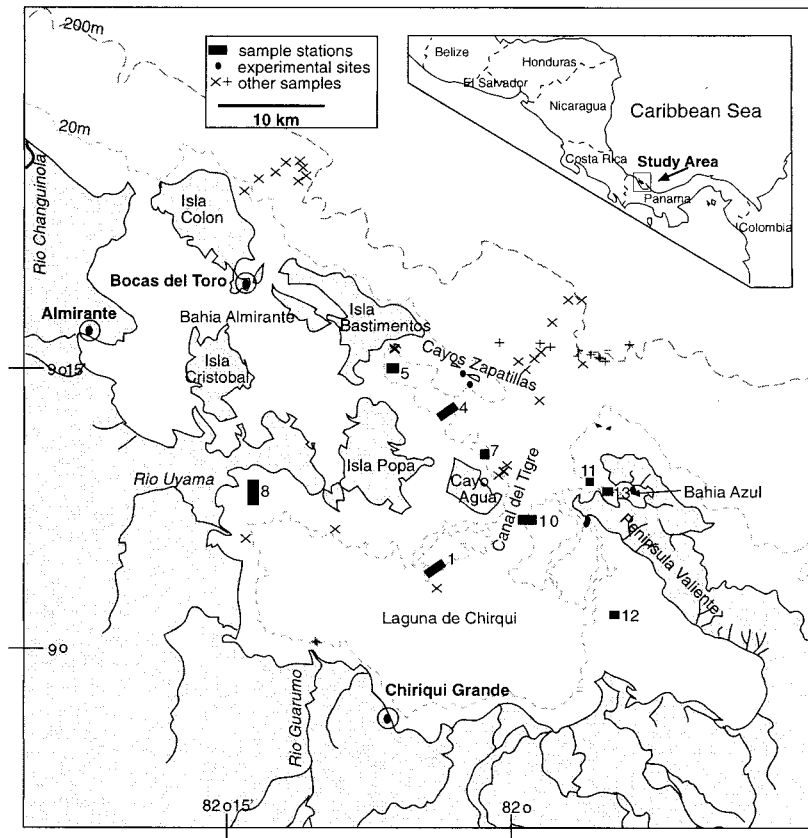 200m
20m
sample stations
experimental sites
other samples
10 km
Belize
Honduras
El Salvador
Nicaragua
Caribbean Sea
Costa Rica
Study Area
Panama
Colombia
Rio Changuinola
Isla
Colon
Bocas del Toro
Almirante
Bahia Almirante
Isla
Bastimentos
Isla
Cristobal
Cayos Zapatillas
9o15'
5
4
7
Isla Popa
Cayo
Agua
Canal del Tigre
Rio Uyama
8
11
13
Bahia Azul
10
Peninsula Valiente
1
Laguna de Chirqui
12
9o
Chiriqui Grande
Rio Guarumo
82o15'
82o